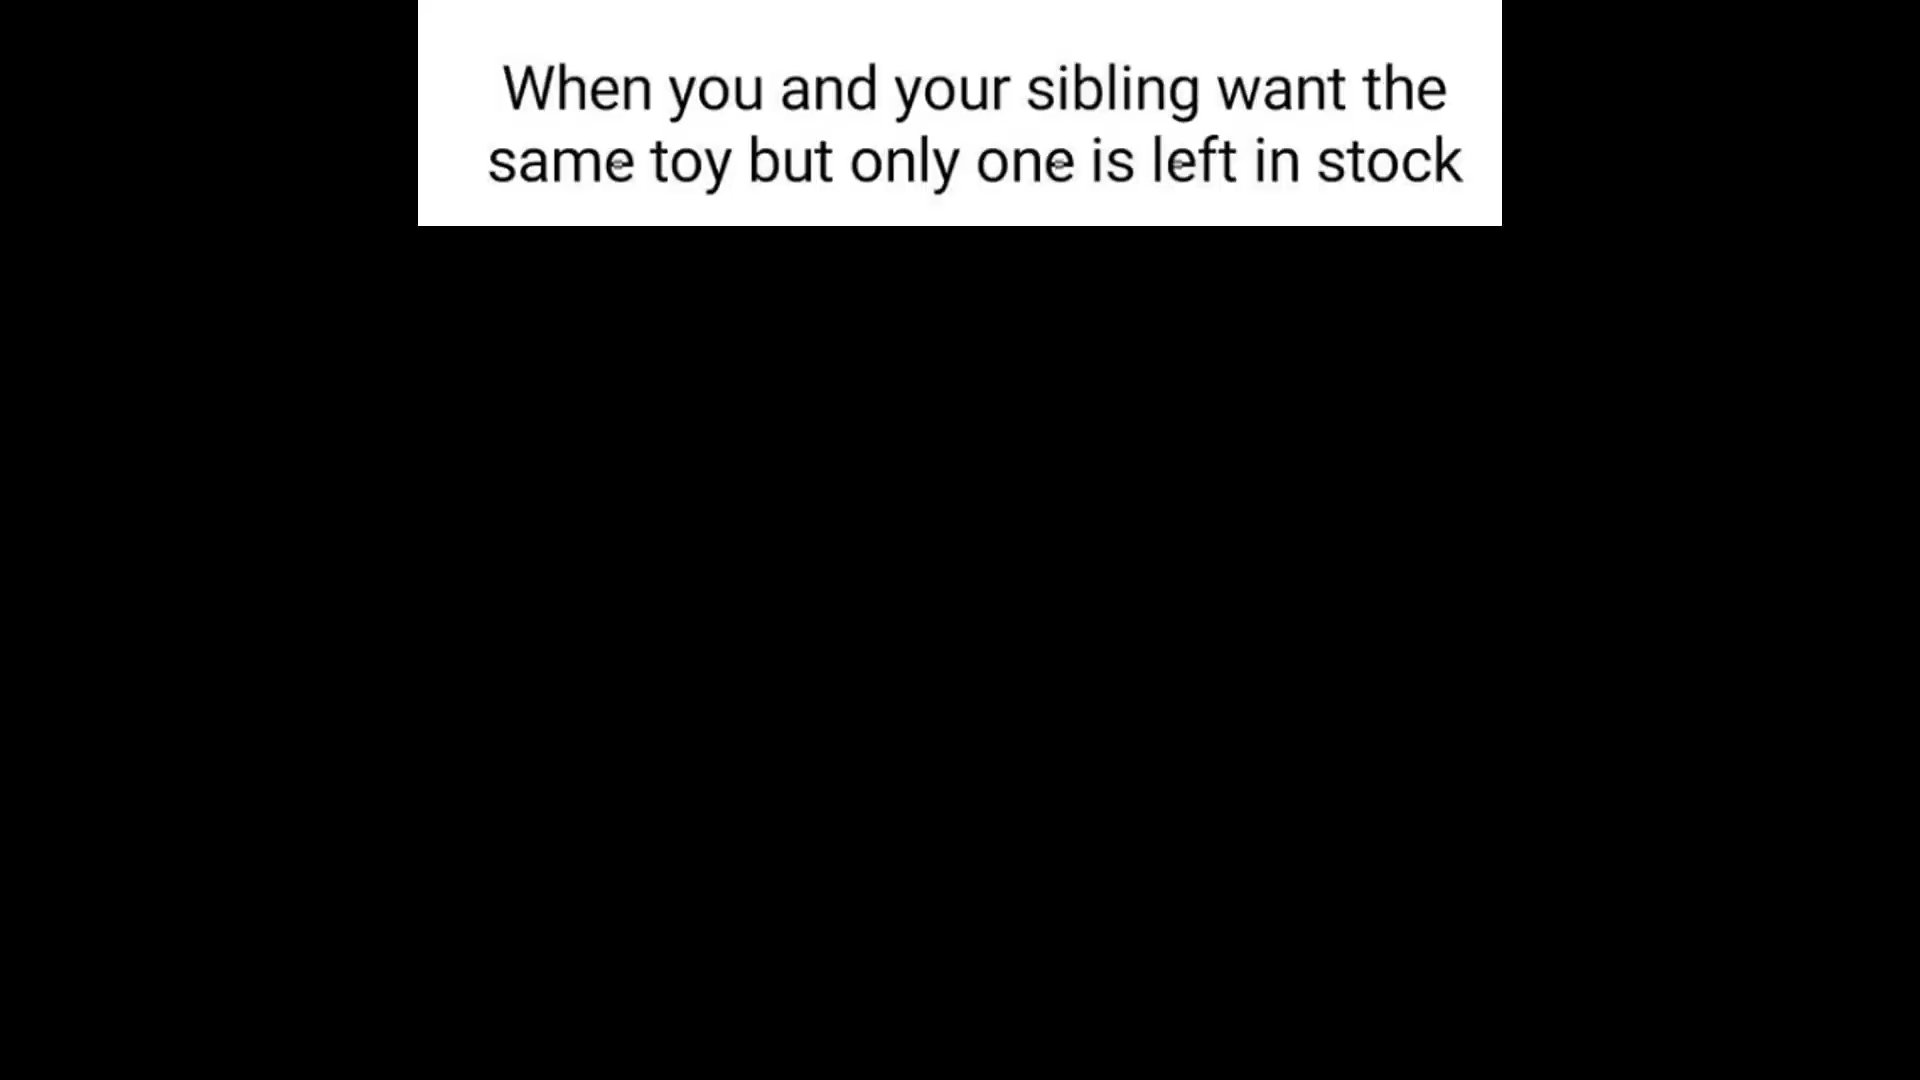 When you and your sibling want the
same toy but only one is left in stock